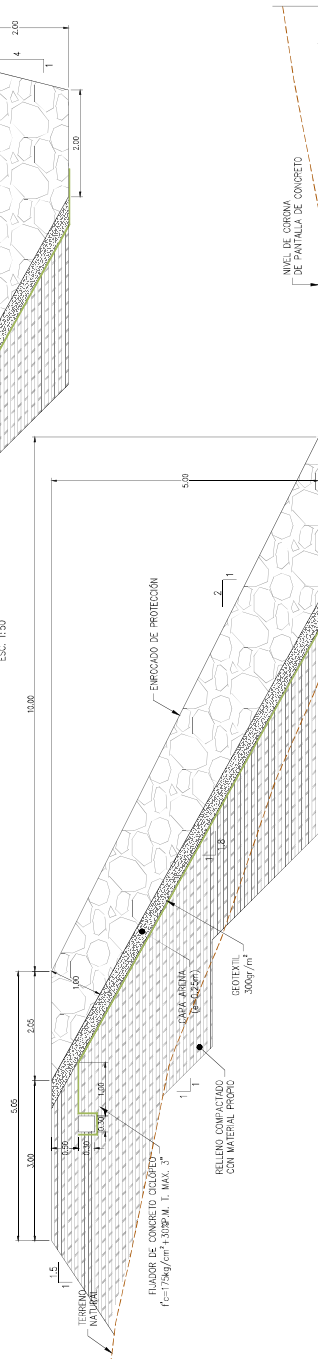 2.00
4
1
2.00
NIVEL DE CORONA
DE PANTALLA DE CONCRETO
ESC. 1:50
10.00
5.00
ENROCADO DE PROTECCIÓN
2
1
5.05
2.05
3.00
1.00
1
1.8
CAPA ARENA
(e=0.25m)
GEOTEXTIL
300gr/m²
1.00
0.30
0.50
0.30
1
1
RELLENO COMPACTADO
CON MATERIAL PROPIO
FIJADOR DE CONCRETO CICLÓPEO
f'c=175kg/cm²+30%P.M. T. MAX. 3"
1.5
1
TERRENO
NATURAL